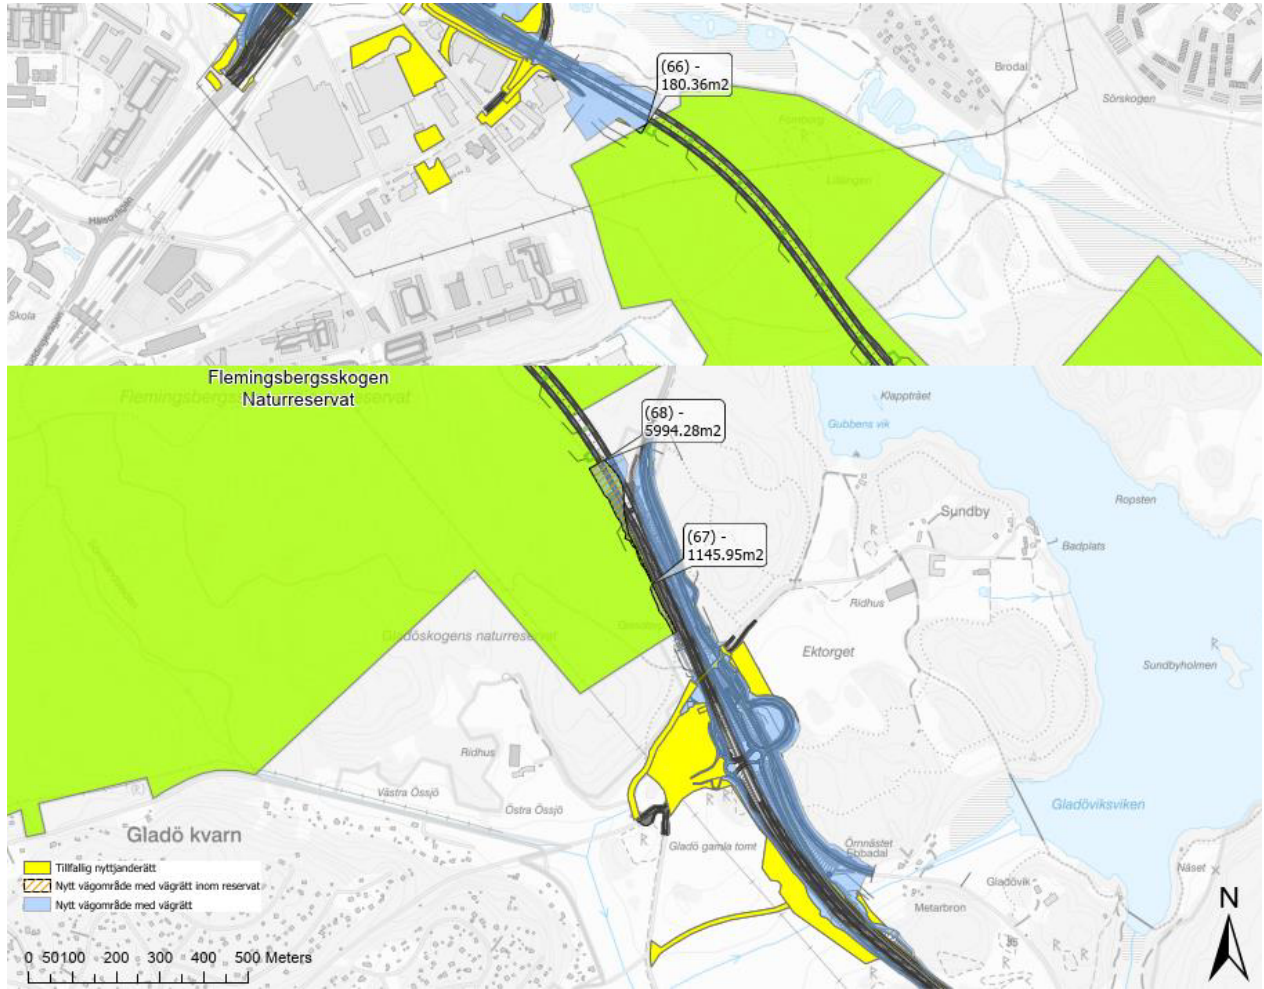 (66) -
180.36m2
Brodal
Sörskogen
Fornborg
Lillängen
Hälsovägen
Skola
Flemingsbergsskogen
Naturreservat
(68) -
5994.28m2
Klappträet
Gubbens vik
Ropsten
Sundby
Badplats
(67) -
1145.95m2
Ridhus
Gladöskogens naturreservat
Ektorget
Sundbyholmen
Ridhus
Västra Össjö
Östra Össjö
Gladöviksviken
Gladö kvarn
Gladö gamla tomt
Örnnästet
Ebbadal
Näset
Gladövik
Metarbron
Tillfällig nyttjanderätt
Nytt vägområde med vägrätt inom reservat
Nytt vägområde med vägrätt
N
0 50100 200 300 400 500 Meters